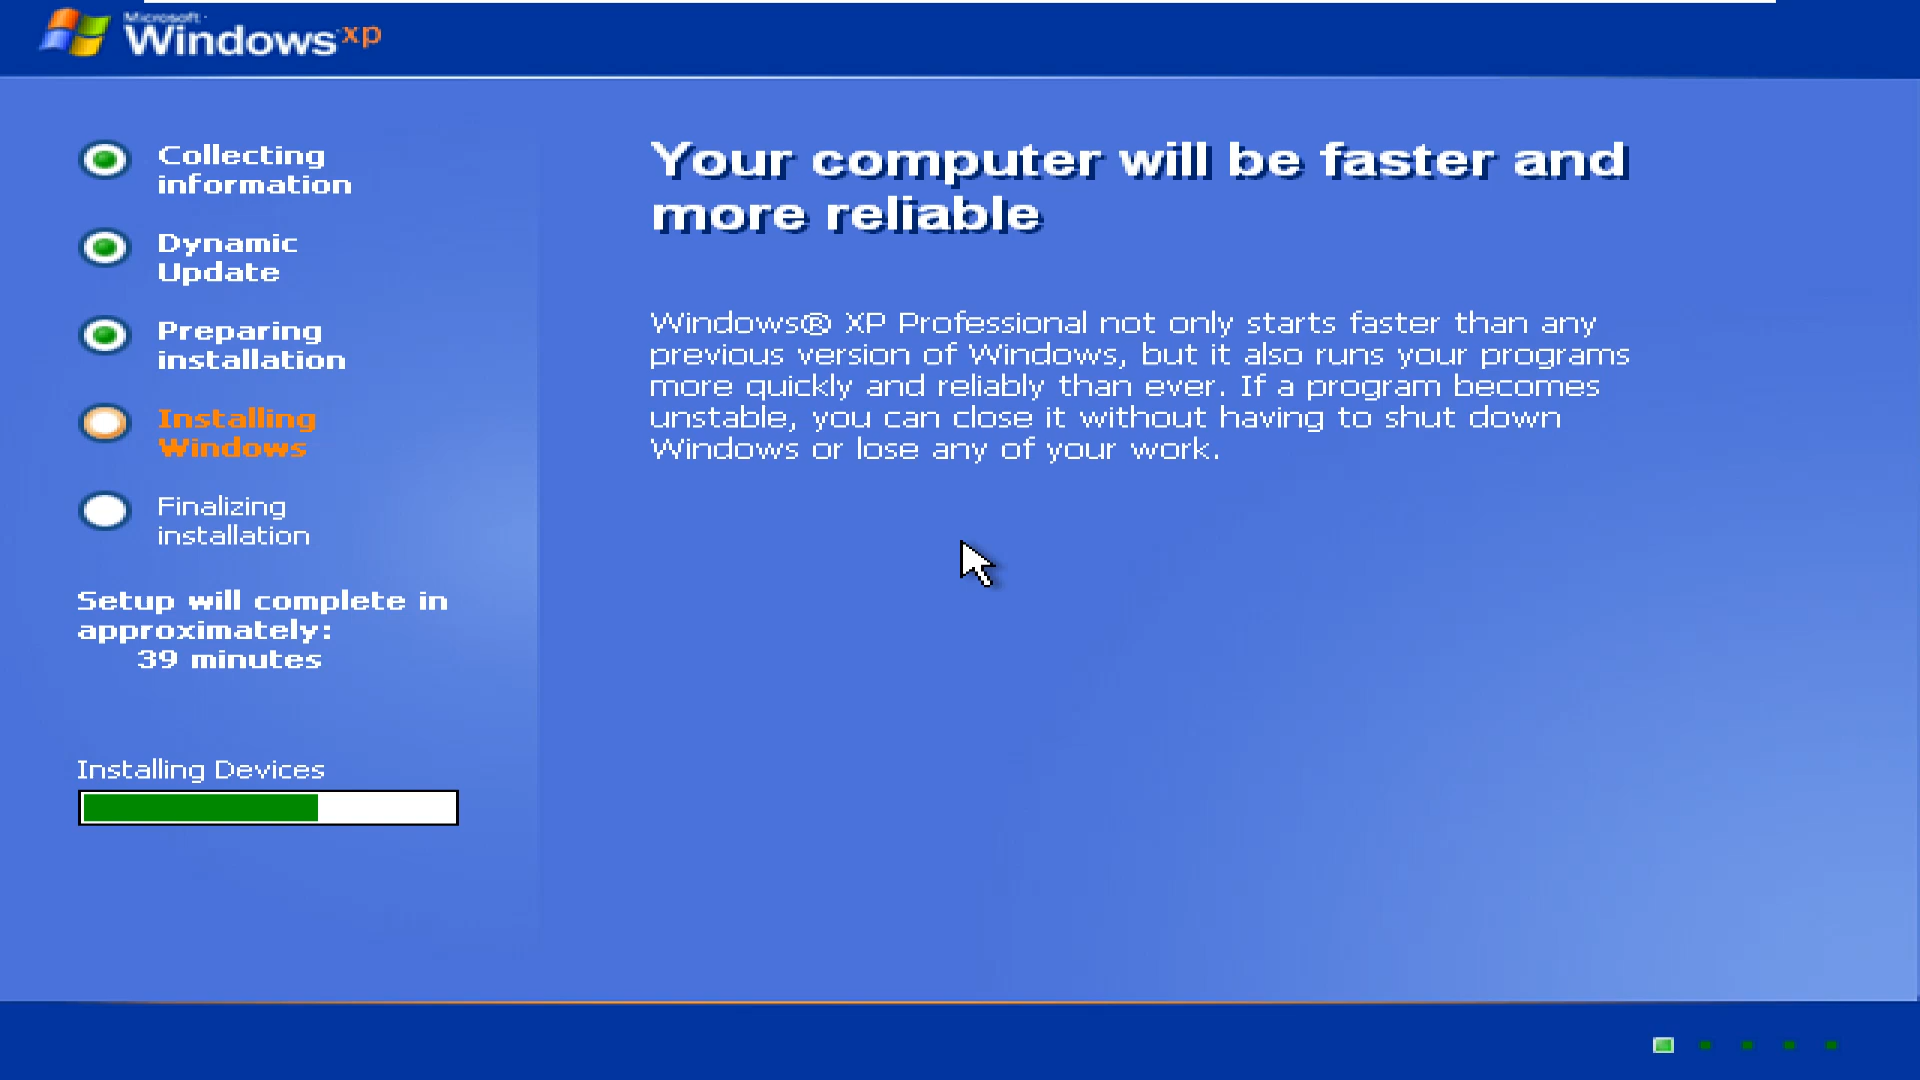 Microsoft
Windows xp
Collecting
information
Dynamic
Update
Preparing
installation
Installing
Windows
Finalizing
installation
Setup will complete in
approximately:
39 minutes
Installing Devices
Your computer will be faster and
more reliable
Windows® XP Professional not only starts faster than any
previous version of Windows, but it also runs your programs
more quickly and reliably than ever. If a program becomes
unstable, you can close it without having to shut down
Windows or lose any of your work.